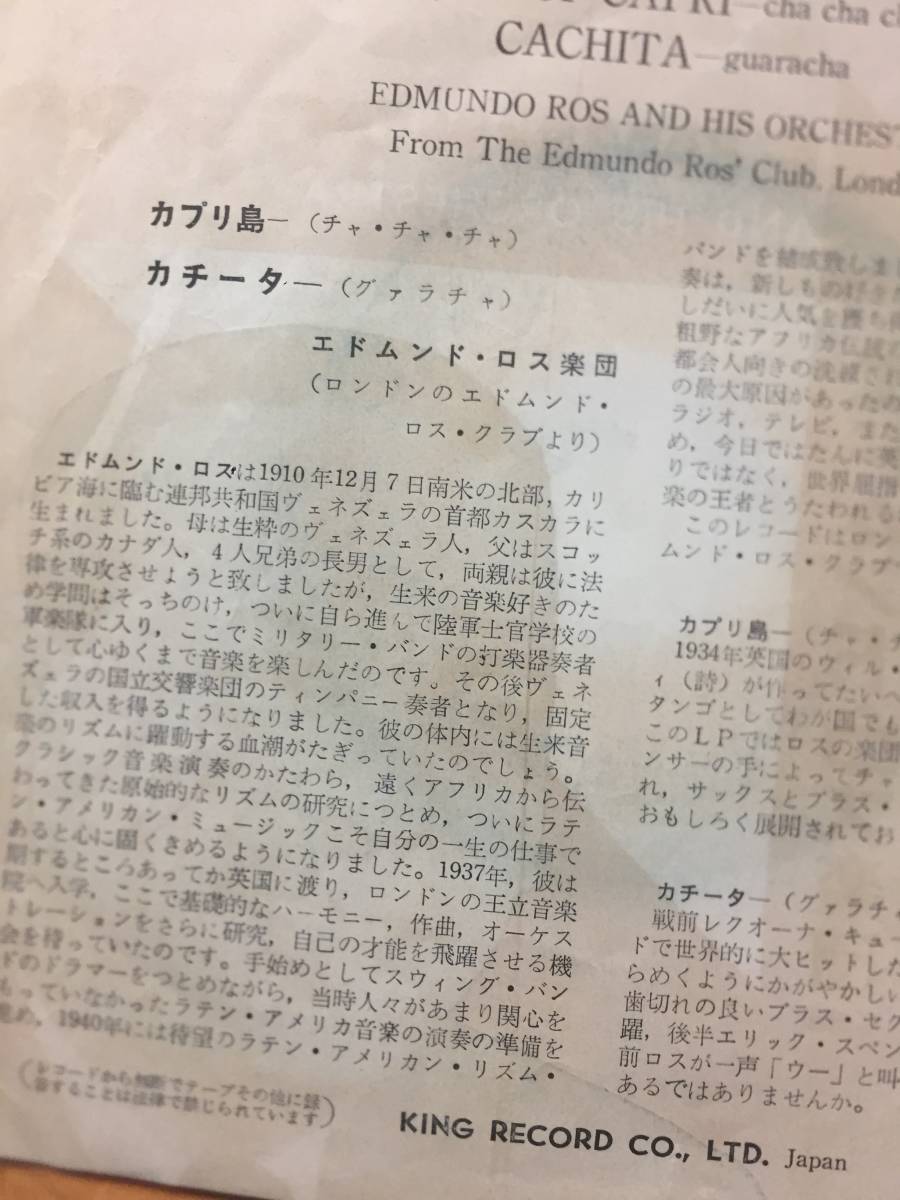 CAPRI—cha cha
CACHITA—guaracha
EDMUNDO ROS AND HIS
From The Edmundo Ros' Club,
カプリ島—（チャ・チャ・チャ）
カチータ—（グァラチャ）
エドムンド・ロス楽団
（ロンドンのエドムンド・
ロス・クラブより）
エドムンド・ロスは1910年12月7日南米の北部，カリ
ビア海に臨む連邦共和国ヴェネズェラの首都カスカラに
生まれました。母は生粋のヴェネズェラ人，父はスコッ
チ系のカナダ人，4人兄弟の長男として，両親は彼に法
律を専攻させようと致しましたが，生来の音楽好きのた
め学問はそっちのけ，ついに自ら進んで陸軍士官学校の
軍楽隊に入り，ここでミリタリー・バンドの打楽器奏者
として心ゆくまで音楽を楽しんだのです。その後ヴェネ
ズェラの国立交響楽団のティンパニー奏者となり，固定
した収入を得るようになりました。彼の体内には生来音
楽のリズムに躍動する血潮がたぎっていたのでしょう。
クラシック音楽演奏のかたわら，遠くアフリカから伝
わってきた原始的なリズムの研究につとめ，ついにラテ
ン・アメリカン・ミュージックこそ自分の一生の仕事で
あると心に固くきめるようになりました。1937年，彼は
期するところあってか英国に渡り，ロンドンの王立音楽
院へ入学，ここで基礎的なハーモニー，作曲，オーケス
トレーションをさらに研究，自己の才能を飛躍させる機
会を待っていたのです。手始めとしてスウィング・バン
ドのドラマーをつとめながら，当時人々があまり関心を
もっていなかったラテン・アメリカ音楽の演奏の準備を
進め，1940年には待望のラテン・アメリカン・リズム・
（レコードから無断でテープその他に録
音することは法律で禁じられています）
バンドを結成致しまし
奏は，新しもの好きな
しだいに人気を獲ち得
粗野なアフリカ伝統の
都会人向きの洗練され
の最大原因があったの
ラジオ，テレビ，また
め，今日ではたんに英
りではなく，世界屈指
楽の王者とうたわれる
このレコードはロン
ムンド・ロス・クラブ
カプリ島—（チャ・チ
1934年英国のウィル・
ィ（詩）が作ってたいへ
タンゴとしてわが国でも
このＬＰではロスの楽団
ンサーの手によってチャ
れ，サックスとブラス・
おもしろく展開されてお
カチーター（グァラチャ
戦前レクオーナ・キュー
ドで世界的に大ヒットした
らめくようにかがやかしい
歯切れの良いブラス・セク
躍，後半エリック・スペン
前ロスが一声「ウー」と叫
あるではありませんか。
KING RECORD CO., LTD. Japan